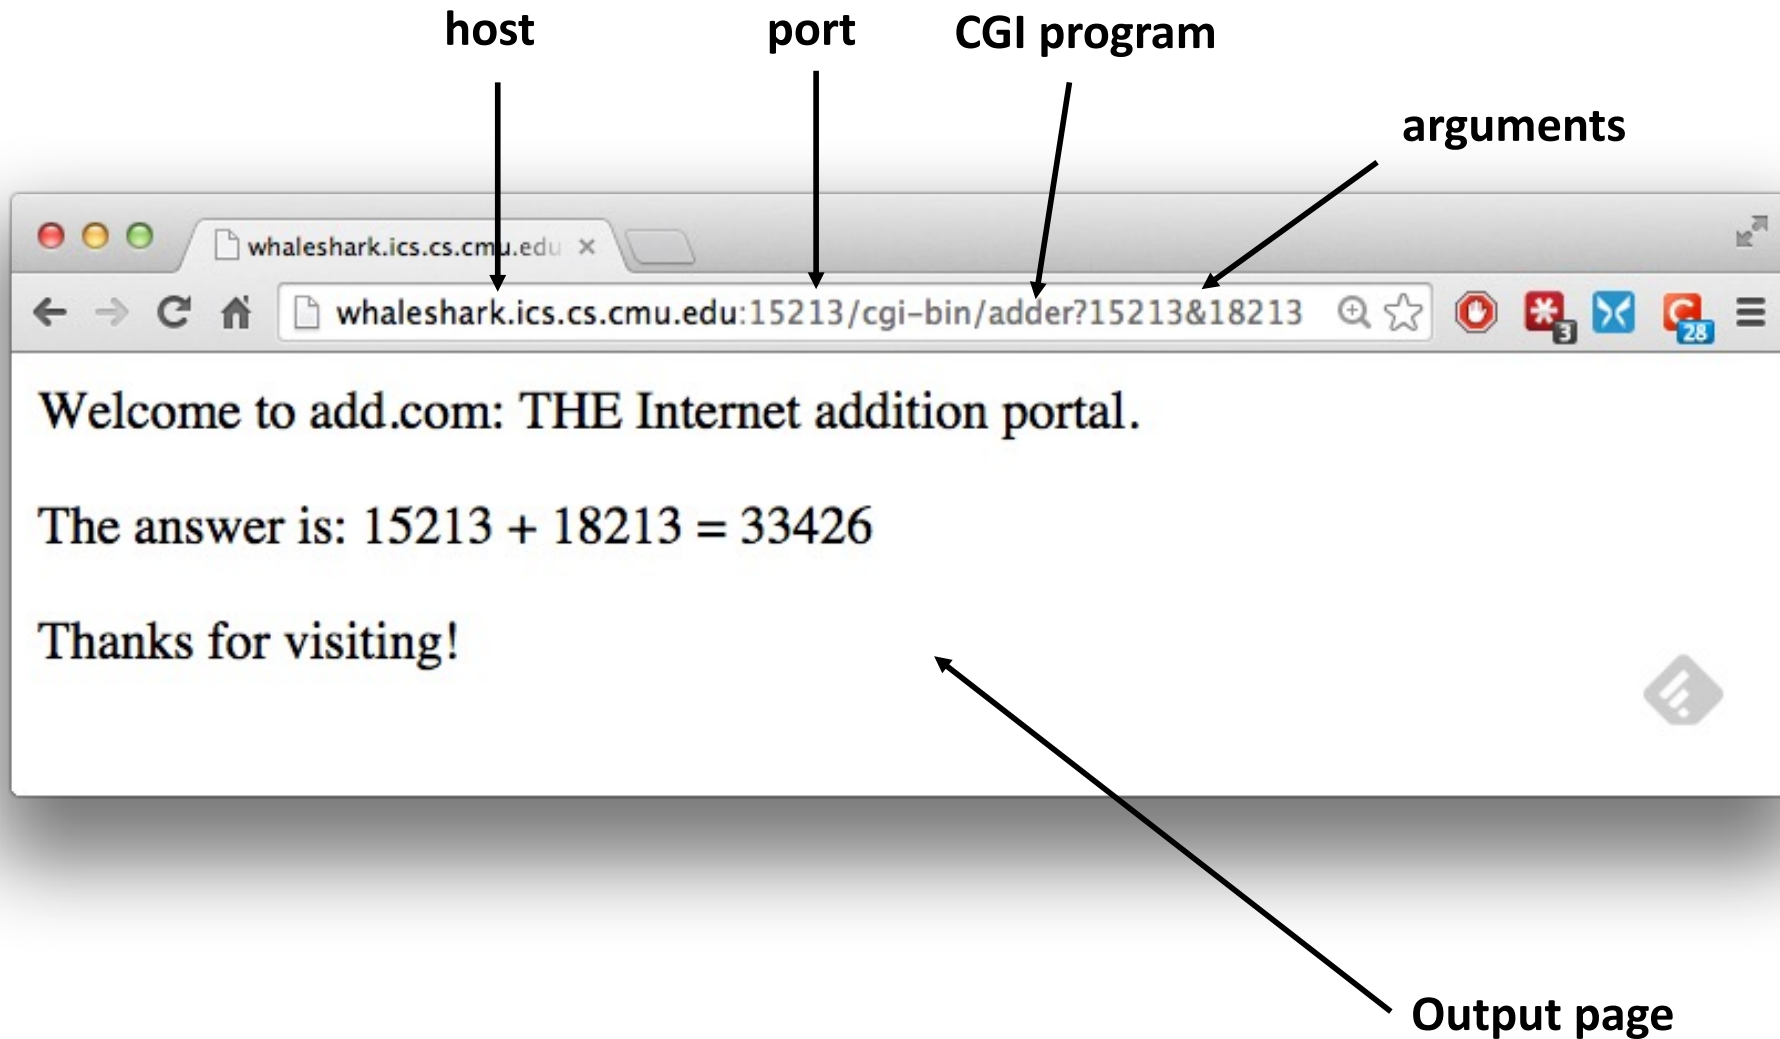 host port CGI program
arguments
whaleshark.ics.cs.cmu.edu
whaleshark.ics.cs.cmu.edu:15213/cgi-bin/adder?15213&18213 3 28
Welcome to add.com: THE Internet addition portal.
The answer is: 15213 + 18213 = 33426
Thanks for visiting!
Output page